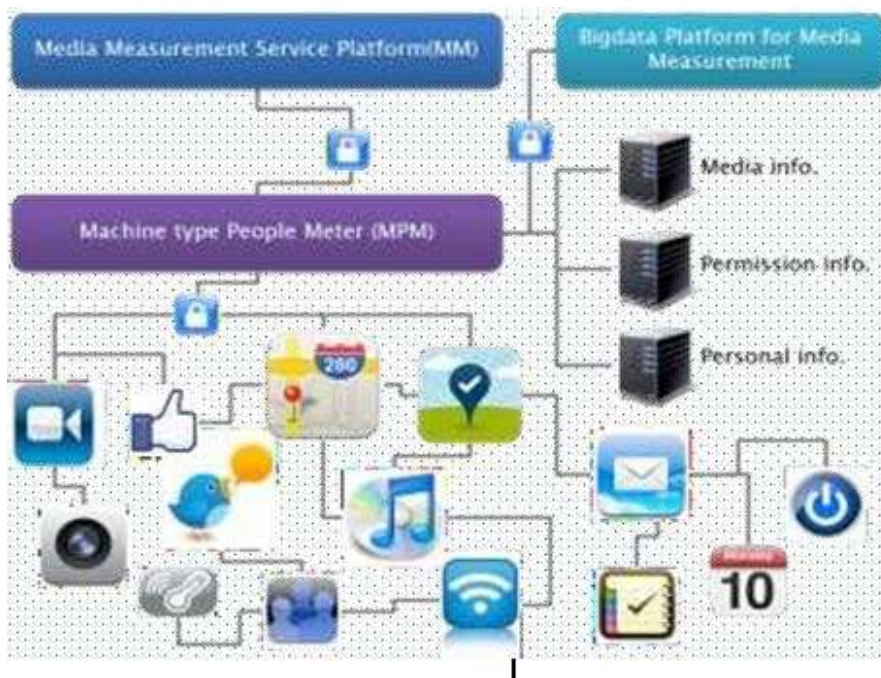 Media Measurement Service Platform(MM)
Bigdata Platform for Media
Measurement
Media info.
Machine type People Meter (MPM)
Permission info.
Personal info.
280
10